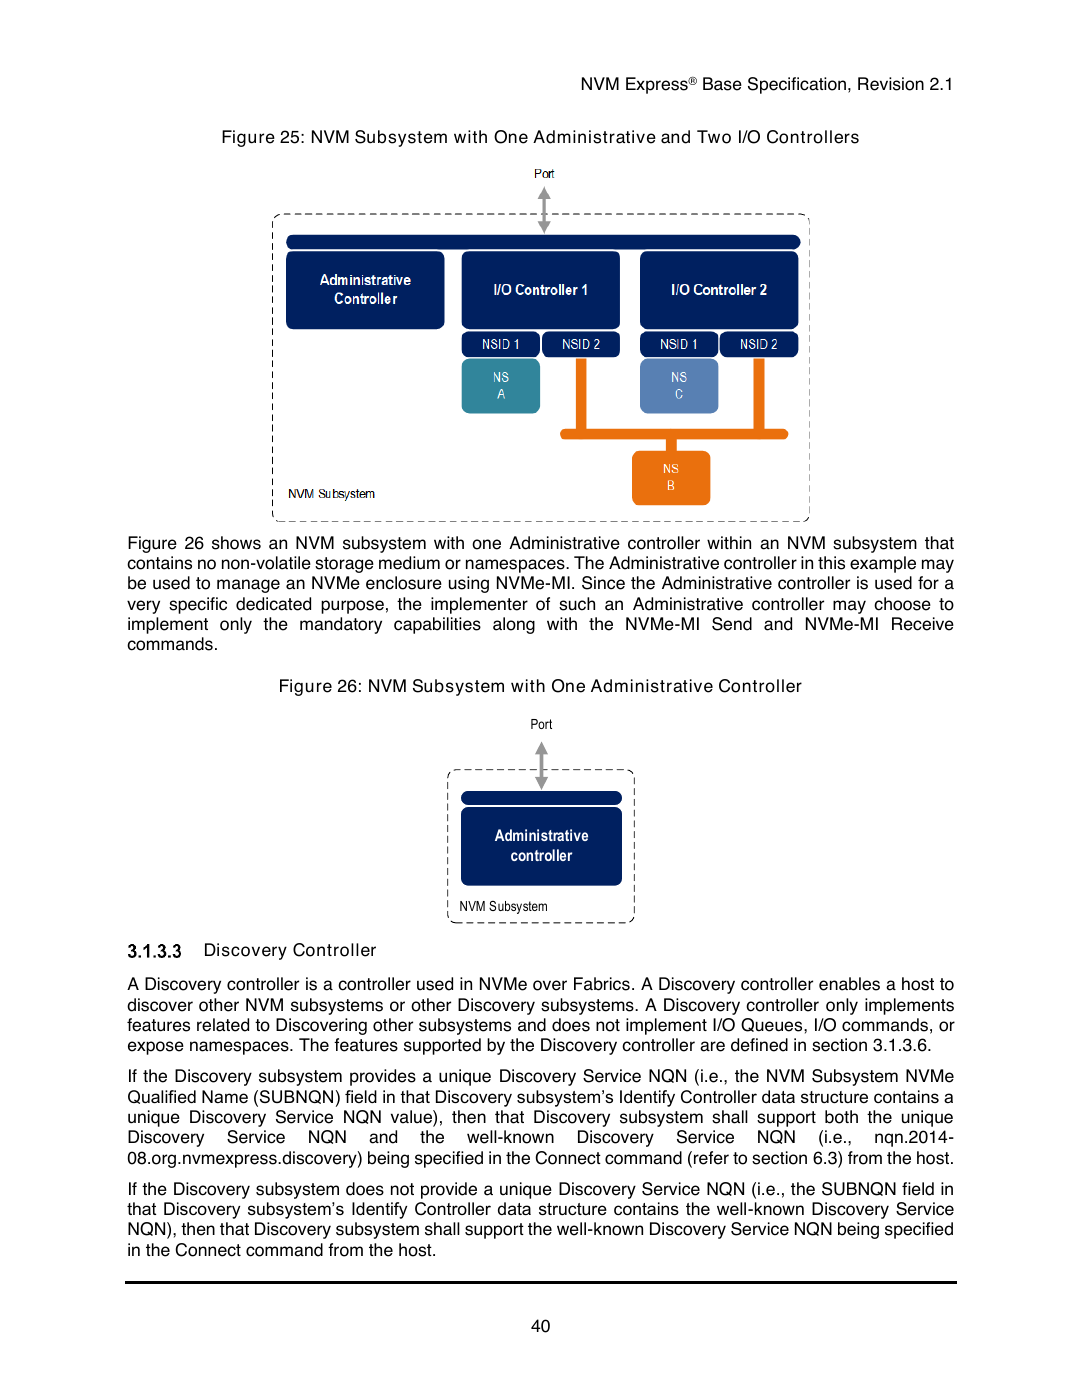 NVM Express® Base Specification, Revision 2.1
Figure 25: NVM Subsystem with One Administrative and Two I/O Controllers
Port
Administrative
Controller
I/O Controller 1
I/O Controller 2
NSID 1
NSID 2
NSID 1
NSID 2
NS
A
NS
C
NS
B
NVM Subsystem
Figure 26 shows an NVM subsystem with one Administrative controller within an NVM subsystem that
contains no non-volatile storage medium or namespaces. The Administrative controller in this example may
be used to manage an NVMe enclosure using NVMe-MI. Since the Administrative controller is used for a
very specific dedicated purpose, the implementer of such an Administrative controller may choose to
implement only the mandatory capabilities along with the NVMe-MI Send and NVMe-MI Receive
commands.
Figure 26: NVM Subsystem with One Administrative Controller
Port
Administrative
controller
NVM Subsystem
3.1.3.3 Discovery Controller
A Discovery controller is a controller used in NVMe over Fabrics. A Discovery controller enables a host to
discover other NVM subsystems or other Discovery subsystems. A Discovery controller only implements
features related to Discovering other subsystems and does not implement I/O Queues, I/O commands, or
expose namespaces. The features supported by the Discovery controller are defined in section 3.1.3.6.
If the Discovery subsystem provides a unique Discovery Service NQN (i.e., the NVM Subsystem NVMe
Qualified Name (SUBNQN) field in that Discovery subsystem's Identify Controller data structure contains a
unique Discovery Service NQN value), then that Discovery subsystem shall support both the unique
Discovery Service NQN and the well-known Discovery Service NQN (i.e., nqn.2014-
08.org.nvmexpress.discovery) being specified in the Connect command (refer to section 6.3) from the host.
If the Discovery subsystem does not provide a unique Discovery Service NQN (i.e., the SUBNQN field in
that Discovery subsystem's Identify Controller data structure contains the well-known Discovery Service
NQN), then that Discovery subsystem shall support the well-known Discovery Service NQN being specified
in the Connect command from the host.
40